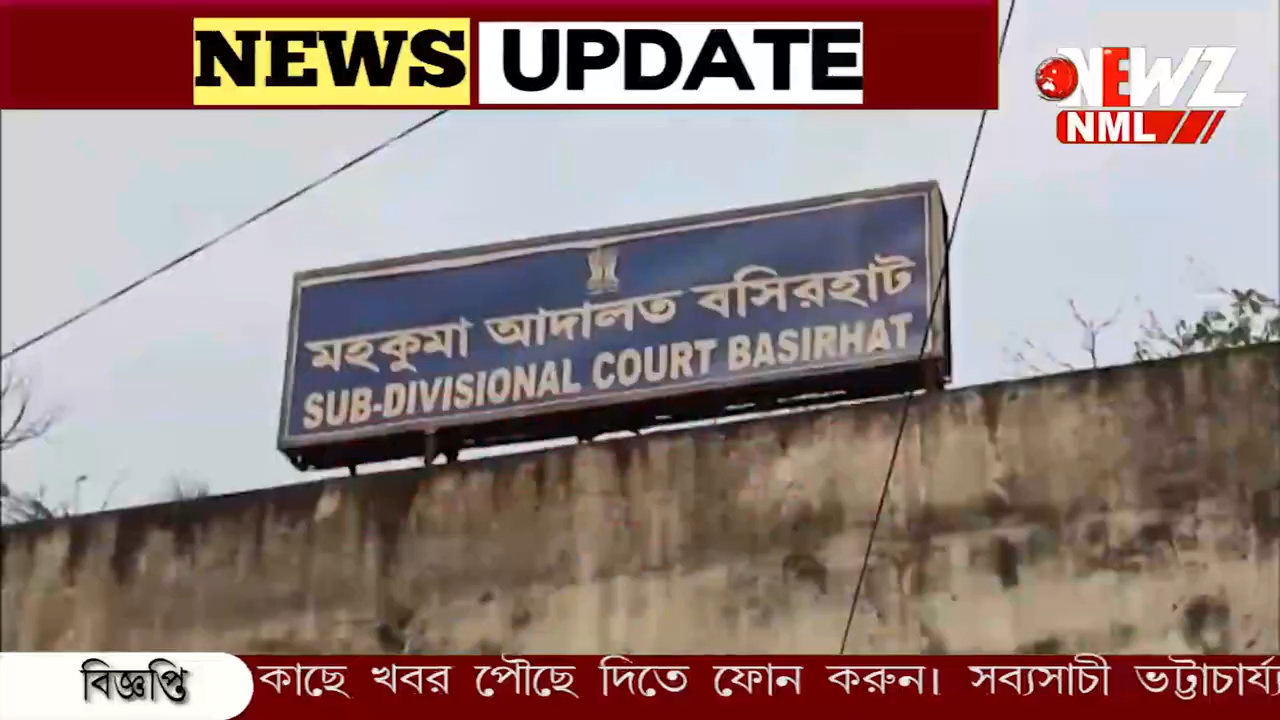 NEWS UPDATE
NEWZ
NML
মহকুমা আদালত বসিরহাট
SUB-DIVISIONAL COURT BASIRHAT
বিজ্ঞপ্তি
কাছে খবর পৌছে দিতে ফোন করুন। সব্যসাচী ভট্টাচার্য্য